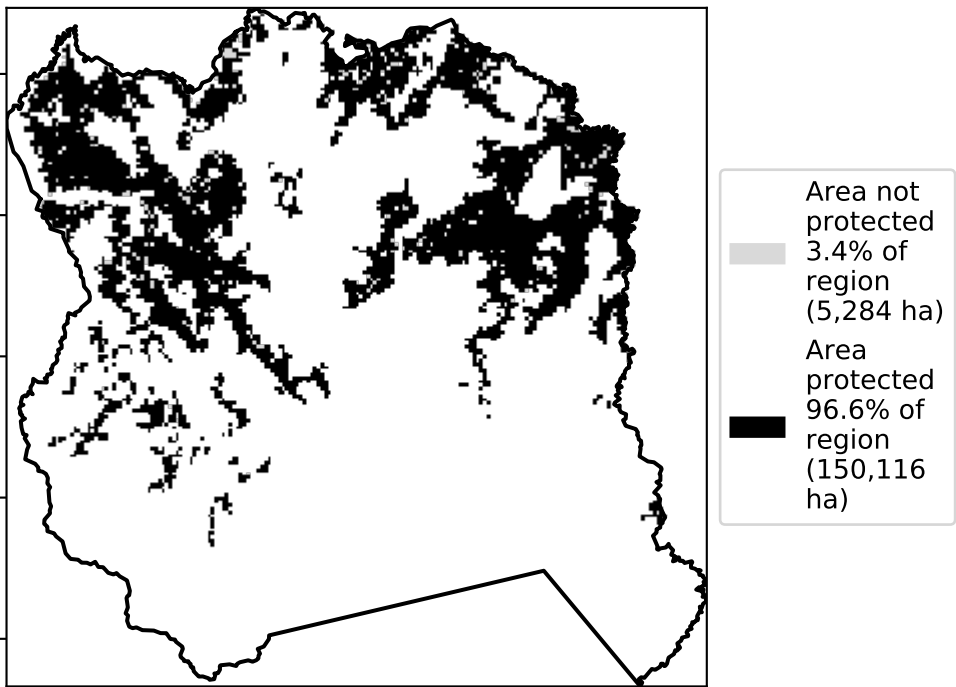 Area not
protected
3.4% of
region
(5,284 ha)
Area
protected
96.6% of
region
(150,116
ha)